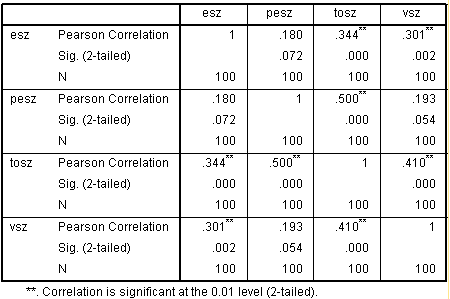 esz pesz tosz vsz
esz Pearson Correlation 1 .180 .344** .301**
Sig. (2-tailed) .072 .000 .002
N 100 100 100 100
pesz Pearson Correlation .180 1 .500** .193
Sig. (2-tailed) .072 .000 .054
N 100 100 100 100
tosz Pearson Correlation .344** .500** 1 .410**
Sig. (2-tailed) .000 .000 .000
N 100 100 100 100
vsz Pearson Correlation .301** .193 .410** 1
Sig. (2-tailed) .002 .054 .000
N 100 100 100 100
**. Correlation is significant at the 0.01 level (2-tailed).